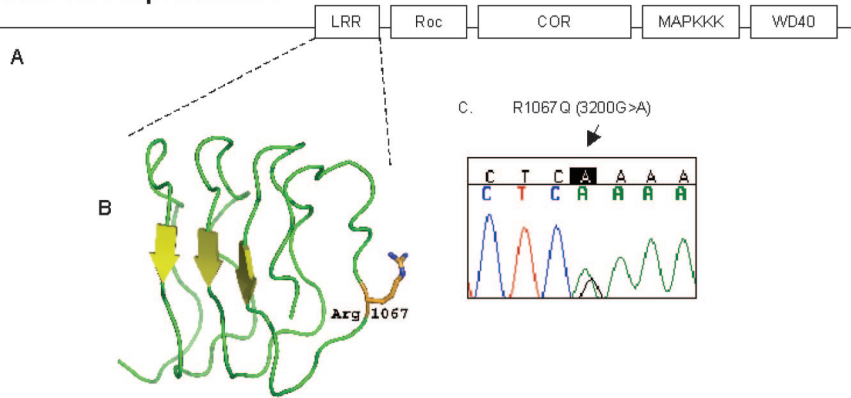 LRR Roc COR MAPKKK WD40
A
C. R1067Q (3200G>A)
C T C A A A A
C T C A A A A
B
Arg 1067